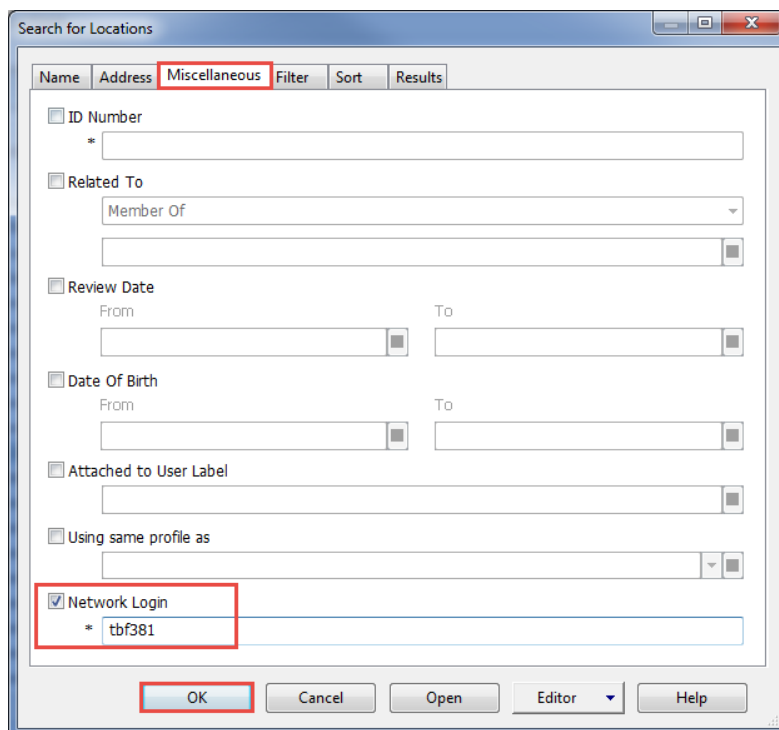 Search for Locations
Name Address Miscellaneous Filter Sort Results
ID Number
*
Related To
Member Of
Review Date
From To
Date Of Birth
From To
Attached to User Label
Using same profile as
Network Login
* tbf381
OK Cancel Open Editor Help